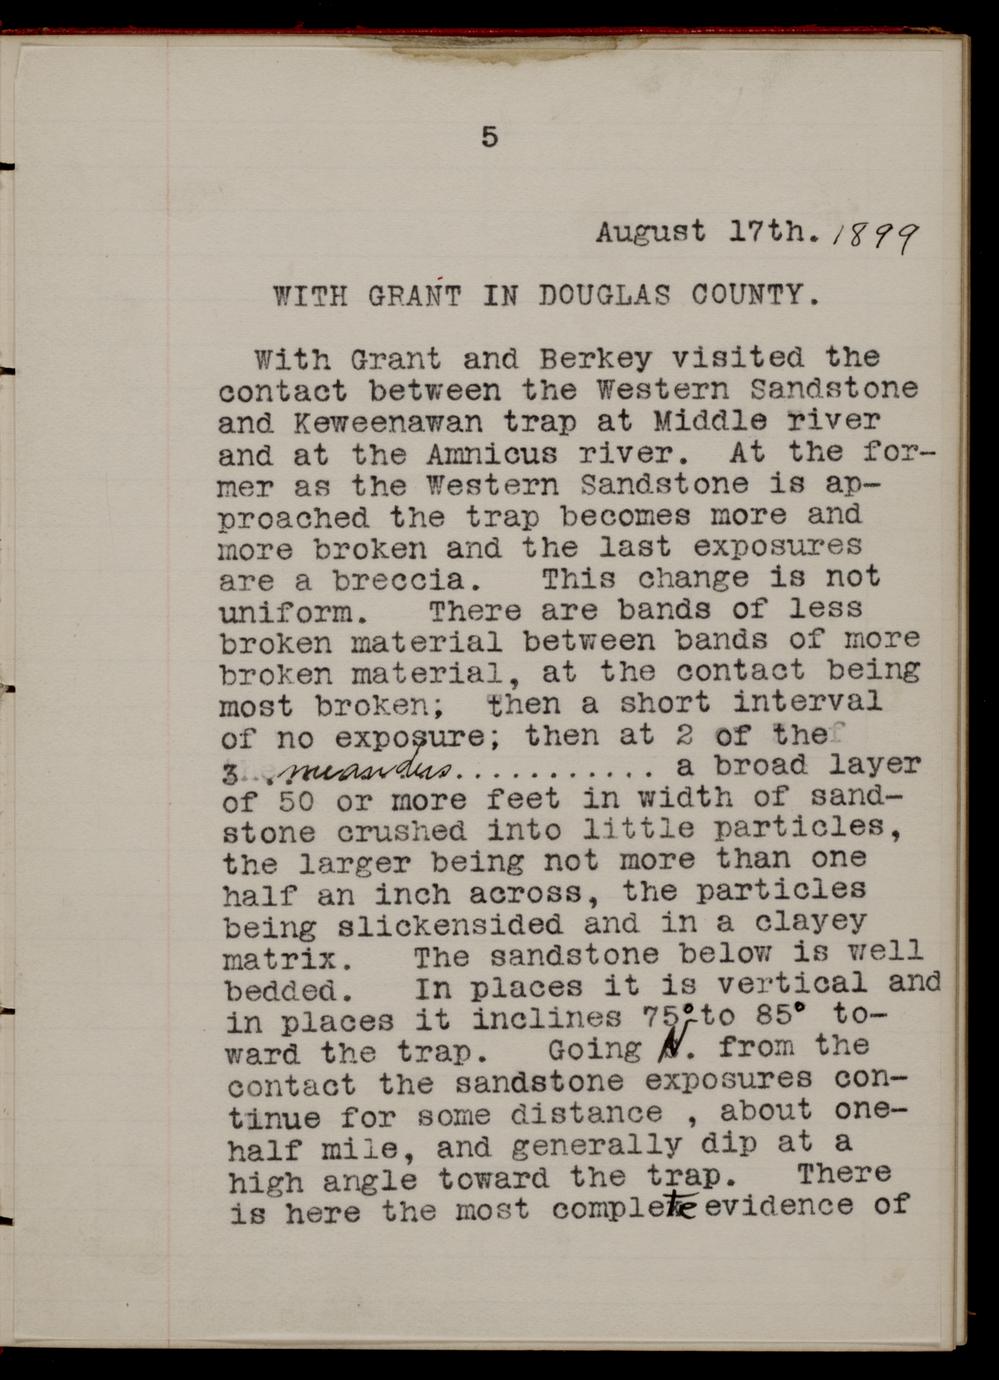 5
August 17th. 1899
WITH GRANT IN DOUGLAS COUNTY.
With Grant and Berkey visited the
contact between the Western Sandstone
and Keweenawan trap at Middle river
and at the Amnicus river. At the for-
mer as the Western Sandstone is ap-
proached the trap becomes more and
more broken and the last exposures
are a breccia. This change is not
uniform. There are bands of less
broken material between bands of more
broken material, at the contact being
most broken; then a short interval
of no exposure; then at 2 of the
3 meanders............ a broad layer
of 50 or more feet in width of sand-
stone crushed into little particles,
the larger being not more than one
half an inch across, the particles
being slickensided and in a clayey
matrix. The sandstone below is well
bedded. In places it is vertical and
in places it inclines 75°-to 85° to-
ward the trap. Going N. from the
contact the sandstone exposures con-
tinue for some distance , about one-
half mile, and generally dip at a
high angle toward the trap. There
is here the most complete evidence of